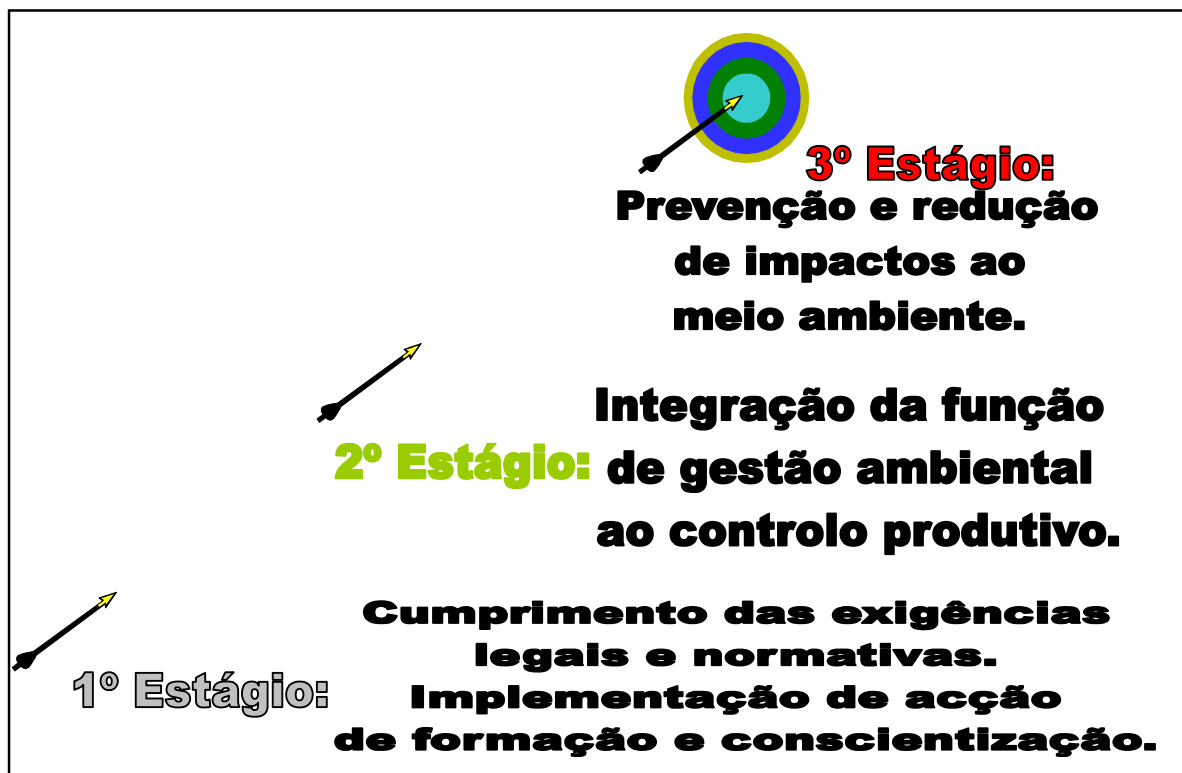 3º Estágio:
Prevenção e redução
de impactos ao
meio ambiente.
Integração da função
2º Estágio: de gestão ambiental
ao controlo produtivo.
Cumprimento das exigências
legais e normativas.
1º Estágio: Implementação de acção
de formação e conscientização.